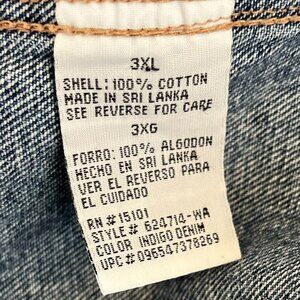 3XL
SHELL: 100% COTTON
MADE IN SRI LANKA
SEE REVERSE FOR CARE
3XG
FORRO: 100% ALGODON
HECHO EN SRI LANKA
VER EL REVERSO PARA
EL CUIDADO
RN #15101
STYLE# 624714-WA
COLOR INDIGO DENIM
UPC#096547378269